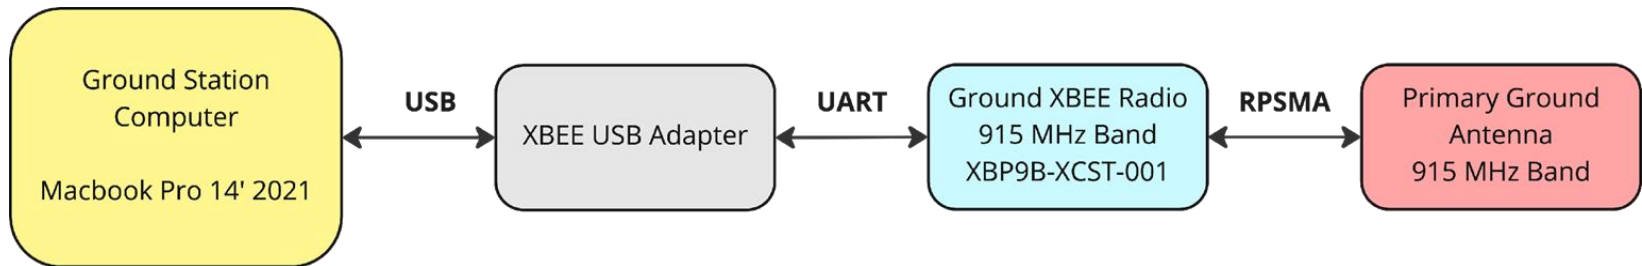 Ground Station
Computer
Macbook Pro 14' 2021
USB
XBEE USB Adapter
UART
Ground XBEE Radio
915 MHz Band
XBP9B-XCST-001
RPSMA
Primary Ground
Antenna
915 MHz Band